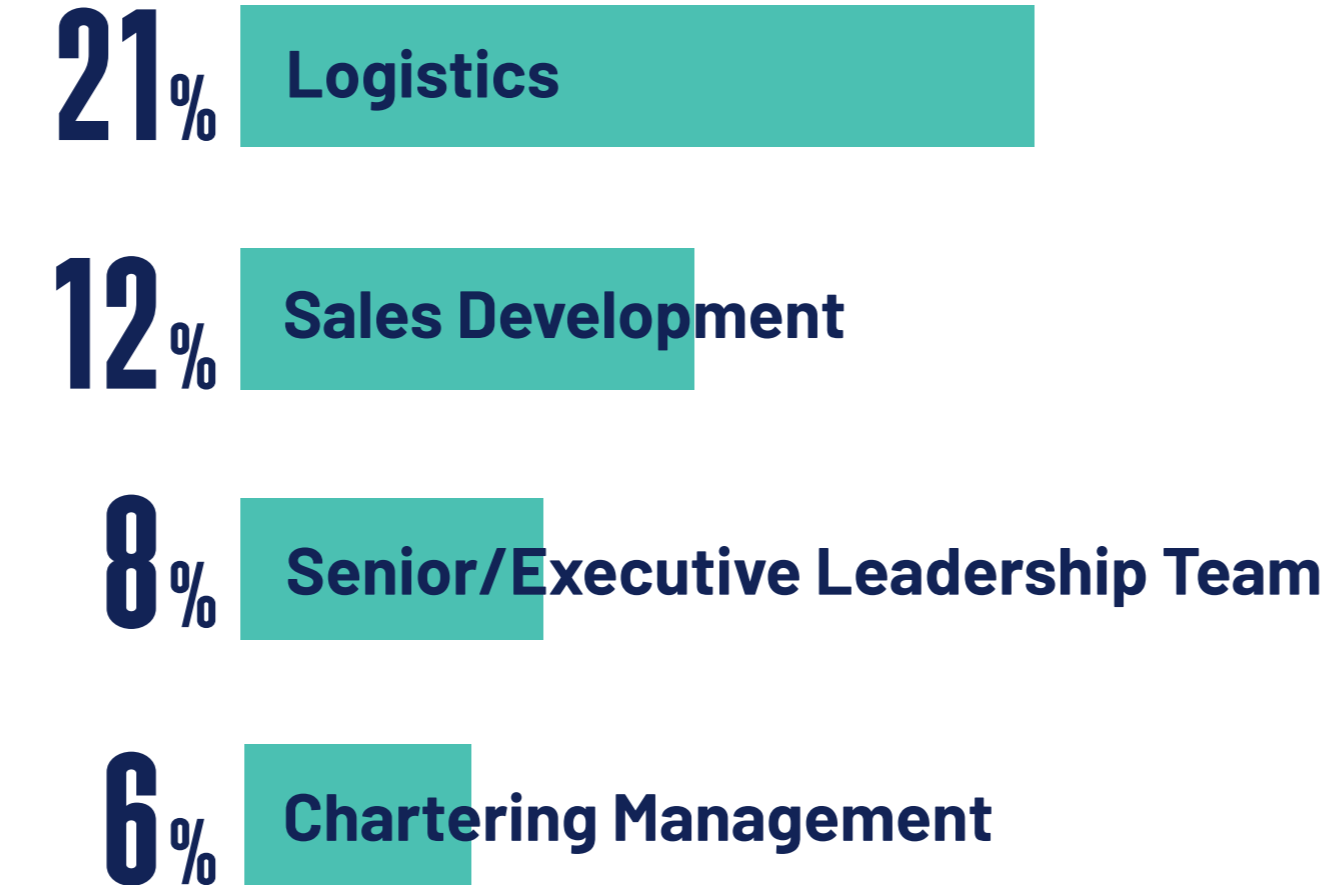 21% Logistics
12% Sales Development
8% Senior/Executive Leadership Team
6% Chartering Management